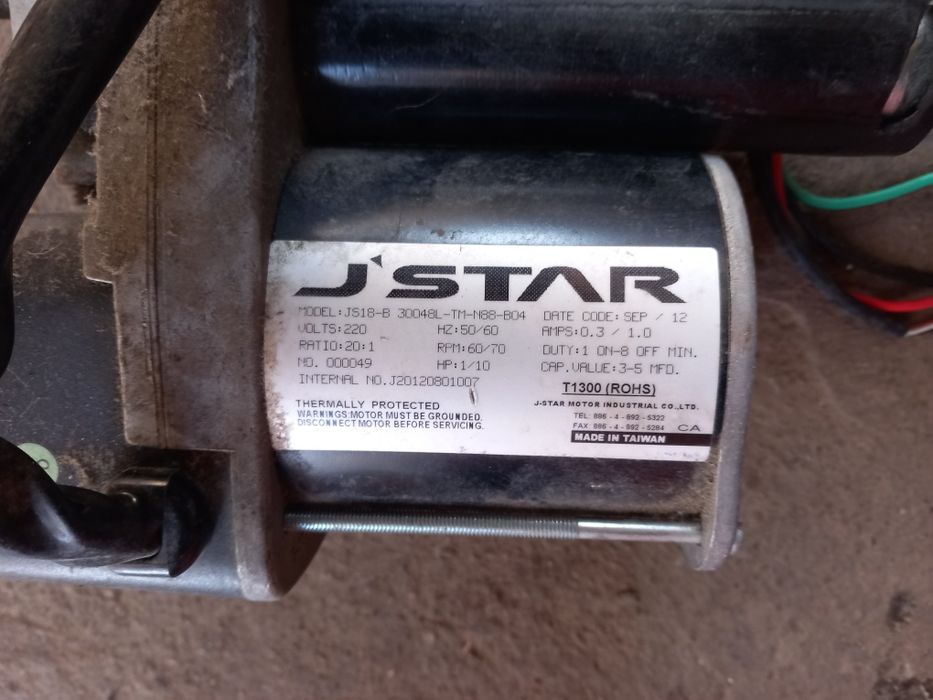 J'STAR
MODEL:JS18-B 30048L-TM-N88-B04 DATE CODE:SEP / 12
VOLTS:220 HZ:50/60 AMPS:0.3 / 1.0
RATIO:20:1 RPM:60/70 DUTY:1 ON-8 OFF MIN.
NO. 000049 HP:1/10 CAP.VALUE:3-5 MFD.
INTERNAL NO.J20120801007 T1300 (ROHS)
THERMALLY PROTECTED
WARNINGS:MOTOR MUST BE GROUNDED.
DISCONNECT MOTOR BEFORE SERVICING.
J-STAR MOTOR INDUSTRIAL CO.,LTD.
TEL 886 - 4 - 892 - 5322
FAX 886 - 4 - 892 - 5284 CA
MADE IN TAIWAN